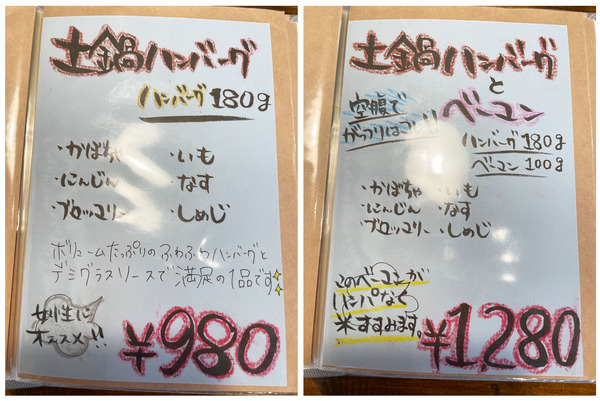 土鍋ハンバーグ
ハンバーグ 180g
・かぼちゃ ・いも
・にんじん ・なす
・ブロッコリー ・しめじ
ボリュームたっぷりのふわふわハンバーグと
デミグラスソースで満足の1品です
女性に
オススメ!!
¥980
土鍋ハンバーグ
と
ベーコン
空腹で
ガッツリは
ハンバーグ 180g
ベーコン 100g
・かぼちゃ ・いも
・にんじん ・なす
・ブロッコリー ・しめじ
このベーコンが
ハンパなく
米すすみます。
¥1,280